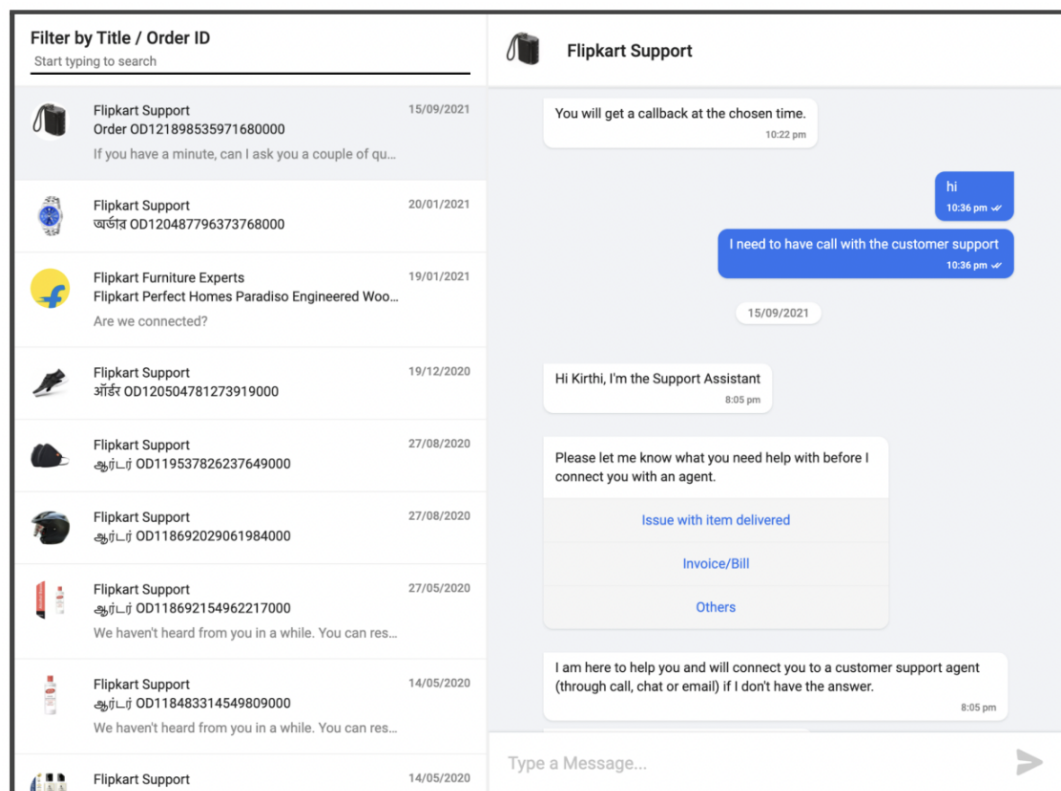 Filter by Title / Order ID
Start typing to search
Flipkart Support
15/09/2021
Order OD121898535971680000
If you have a minute, can I ask you a couple of qu...
Flipkart Support
20/01/2021
অর্ডার OD120487796373768000
Flipkart Furniture Experts
19/01/2021
Flipkart Perfect Homes Paradiso Engineered Woo...
Are we connected?
Flipkart Support
19/12/2020
ऑर्डर OD120504781273919000
Flipkart Support
27/08/2020
ஆர்டர் OD119537826237649000
Flipkart Support
27/08/2020
ஆர்டர் OD118692029061984000
Flipkart Support
27/05/2020
ஆர்டர் OD118692154962217000
We haven't heard from you in a while. You can res...
Flipkart Support
14/05/2020
ஆர்டர் OD118483314549809000
We haven't heard from you in a while. You can res...
Flipkart Support
14/05/2020
Flipkart Support
You will get a callback at the chosen time.
10:22 pm
hi
10:36 pm
I need to have call with the customer support
10:36 pm
15/09/2021
Hi Kirthi, I'm the Support Assistant
8:05 pm
Please let me know what you need help with before I
connect you with an agent.
Issue with item delivered
Invoice/Bill
Others
I am here to help you and will connect you to a customer support agent
(through call, chat or email) if I don't have the answer.
8:05 pm
Type a Message...